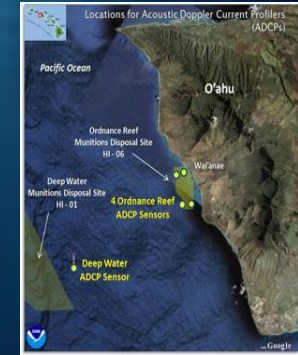 Locations for Acoustic Doppler Current Profilers
(ADCPs)
Pacific Ocean
O'ahu
Ordnance Reef
Munitions Disposal Site
HI - 06
Wai'anae
Deep Water
Munitions Disposal Site
HI - 01
4 Ordnance Reef
ADCP Sensors
Deep Water
ADCP Sensor
Google